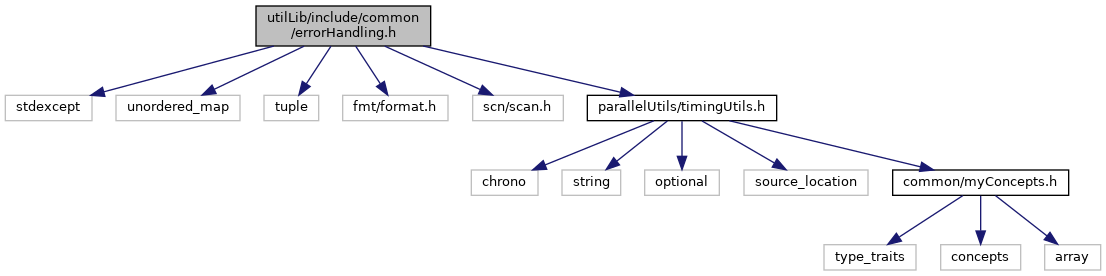 utilLib/include/common
/errorHandling.h
stdexcept
unordered_map
tuple
fmt/format.h
scn/scan.h
parallelUtils/timingUtils.h
chrono
string
optional
source_location
common/myConcepts.h
type_traits
concepts
array